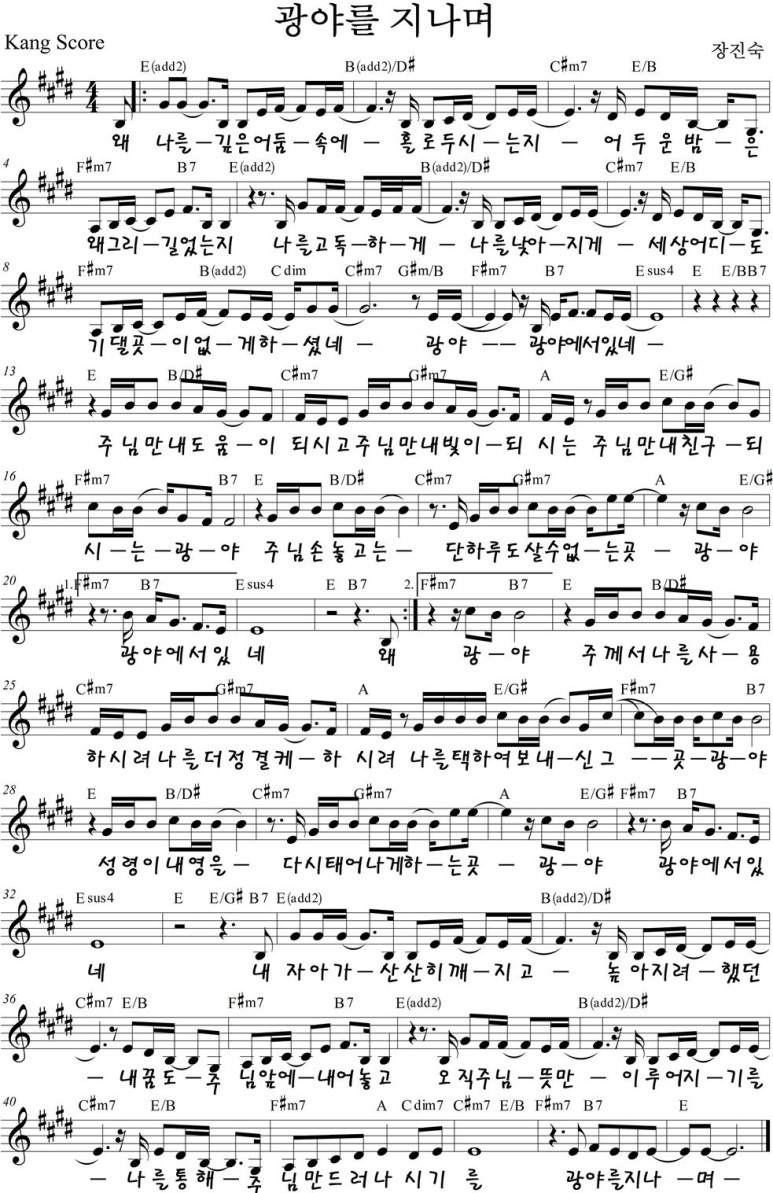 광야를 지나며
Kang Score
장진숙
E(add2) B(add2)/D# C#m7 E/B
왜 나를-깊은어둠-속에- 홀로두시-는지- 어두운밤-은
4
F#m7 B7 E(add2) B(add2)/D# C#m7 E/B
왜그리-길었는지 나를고독-하-게- 나를낮아-지게- 세상어디-도
8
F#m7 B(add2) C dim C#m7 G#m/B F#m7 B7 E sus4 E E/B B7
기댈곳-이없-게하-셨네- 광야-- 광야에서있네-
13
E B/D# C#m7 G#m7 A E/G#
주님만내도움-이 되시고주님만내빛이-되 시는 주님만내친구-되
16
F#m7 B7 E B/D# C#m7 G#m7 A E/G#
시-는-광-야 주님손놓고는- 단하루도살수없-는곳- 광-야
20
1. F#m7 B7 E sus4 E B7 2. F#m7 B7 E B/D#
광야에서있 네 왜 광-야 주께서나를사-용
25
C#m7 G#m7 A E/G# F#m7 B7
하시려나를더정결케-하 시려 나를택하여보내-신그 --곳-광-야
28
E B/D# C#m7 G#m7 A E/G# F#m7 B7
성령이내영을- 다시태어나게하-는곳- 광-야 광야에서있
32
E sus4 E E/G# B7 E(add2) B(add2)/D#
네 내 자아가-산산히깨-지고- 높아지려-했던
36
C#m7 E/B F#m7 B7 E(add2) B(add2)/D#
- 내꿈도-주 님앞에-내어놓고 오직주님-뜻만- 이루어지-기를
40
C#m7 E/B F#m7 A C dim7 C#m7 E/B F#m7 B7 E
- 나를통해-주 님만드러나시기 를 광야를지나-며-